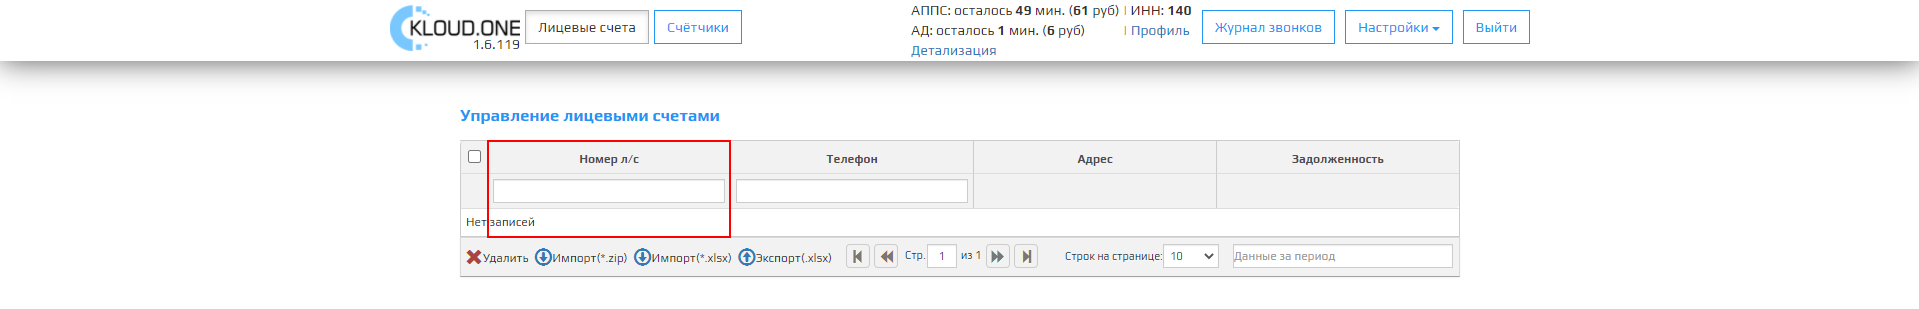 KLOUD.ONE
1.6.119
Лицевые счета
Счётчики
АППС: осталось 49 мин. (61 руб) | ИНН: 140
АД: осталось 1 мин. (6 руб) | Профиль
Детализация
Журнал звонков
Настройки
Выйти
Управление лицевыми счетами
Номер л/с Телефон Адрес Задолженность
Нет записей
Удалить Импорт(*.zip) Импорт(*.xlsx) Экспорт(.xlsx) Стр. 1 из 1 Строк на странице: 10 Данные за период